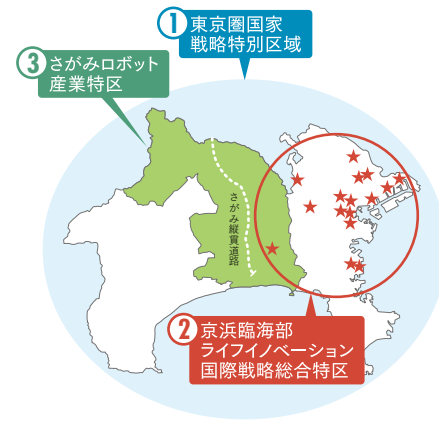 ①東京圏国家
戦略特別区域
③さがみロボット
産業特区
さがみ縦貫道路
②京浜臨海部
ライフイノベーション
国際戦略総合特区